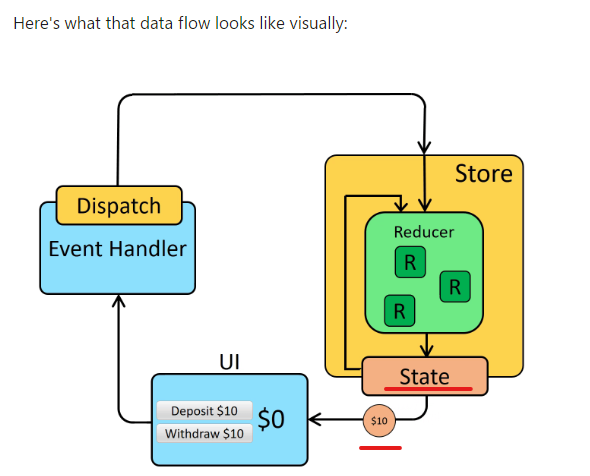 Here's what that data flow looks like visually:
Store
Dispatch
Reducer
Event Handler
R
R
R
UI
State
Deposit $10
$0
$10
Withdraw $10